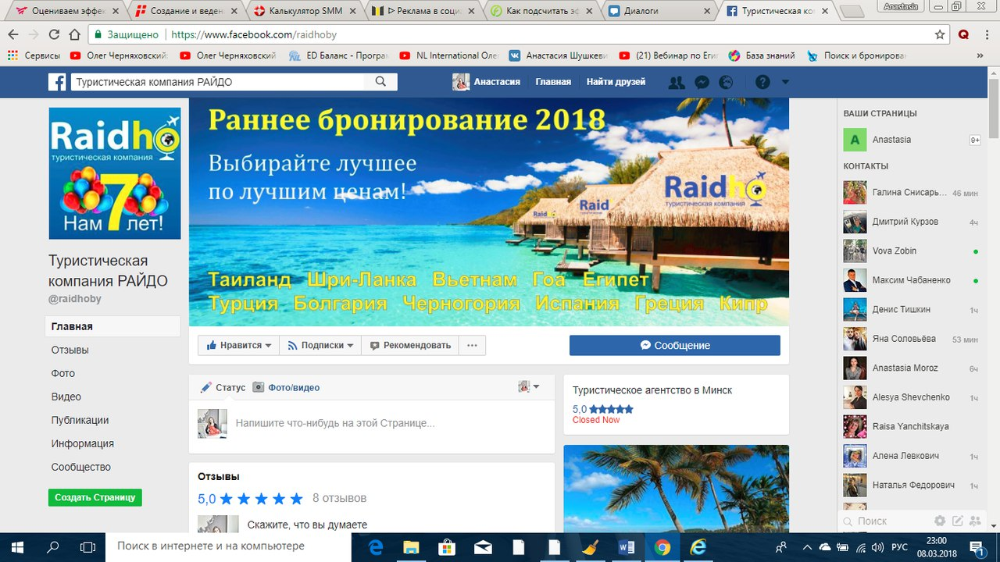 Оцениваем эффек
Создание и веден
Калькулятор SMM
ᐅ Реклама в соци
Как подсчитать эф
Диалоги
Туристическая ко
Anastasia
Защищено
https://www.facebook.com/raidhoby
Сервисы
Олег Черняховский:
Олег Черняховский:
ED Баланс - Програ
NL International Оле
Анастасия Шушкеви
(21) Вебинар по Еги
База знаний
Поиск и бронирова
»
Туристическая компания РАЙДО
Анастасия
Главная
Найти друзей
Raidho
туристическая компания
7
Нам лет!
Раннее бронирование 2018
Выбирайте лучшее
по лучшим ценам!
Raidho
туристическая компания
Raid
Raidho
Таиланд Шри-Ланка Вьетнам Гоа Египет
Турция Болгария Черногория Испания Греция Кипр
Туристическая
компания РАЙДО
@raidhoby
Главная
Отзывы
Фото
Видео
Публикации
Информация
Сообщество
Создать Страницу
Нравится
Подписки
Рекомендовать
Сообщение
Статус
Фото/видео
Напишите что-нибудь на этой Странице...
Отзывы
5,0
8 отзывов
Скажите, что вы думаете
Туристическое агентство в Минск
5,0
Closed Now
ВАШИ СТРАНИЦЫ
A
Anastasia
9+
КОНТАКТЫ
Галина Снисарь... 46 мин
Дмитрий Курзов 4ч
Vova Zobin
Максим Чабаненко
Денис Тишкин 1ч
Яна Соловьёва 53 мин
Anastasia Moroz 6ч
Alesya Shevchenko 1ч
Raisa Yanchitskaya
Алена Левкович 1ч
Наталья Федорович 1ч
Поиск
Поиск в интернете и на компьютере
РУС
23:00
08.03.2018
1